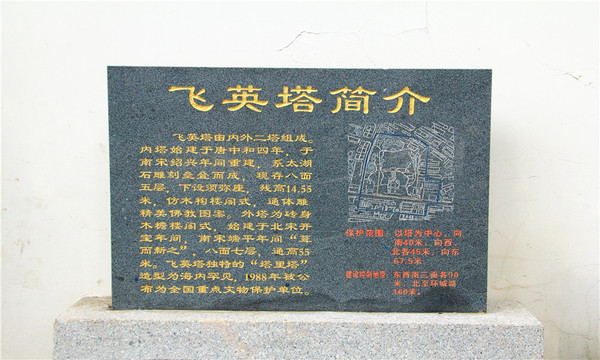 飞英塔简介
飞英塔由内外二塔组成。
内塔始建于唐中和四年，于
南宋绍兴年间重建，系太湖
石雕刻垒叠而成，现存八面
五层，下设须弥座，残高14.55
米，仿木构楼阁式，通体雕
精美佛教图案。外塔为砖身
木檐楼阁式，始建于北宋开
宝年间，南宋端平年间“葺
而新之”，八面七层，通高55
米。飞英塔独特的“塔里塔”
造型为海内罕见，1988年被公
布为全国重点文物保护单位。
保护范围：以塔为中心，向
南40米，向西、
北各45米，向东
67.5米。
建设控制地带：东西南三面各90
米，北至环城路
160米。